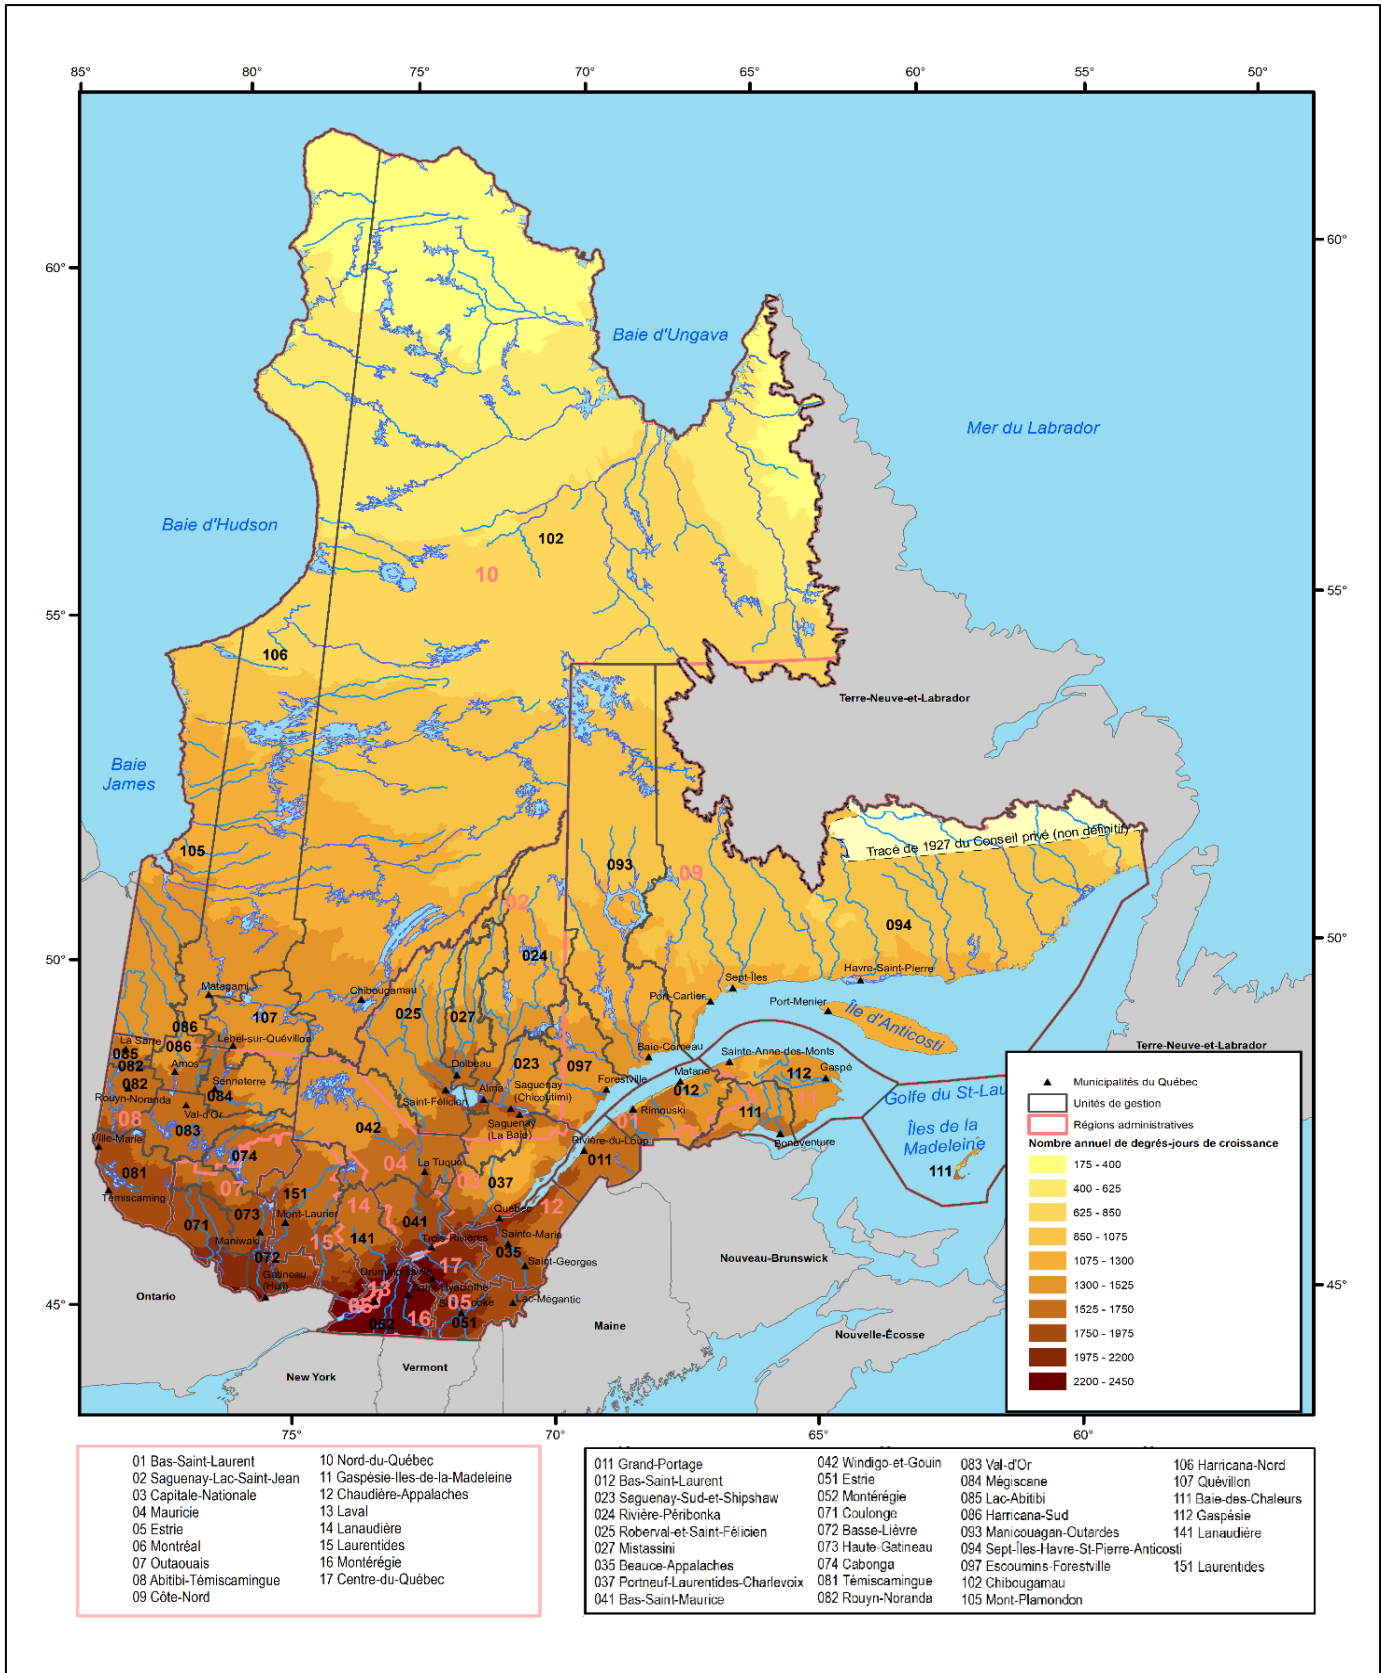 85° 80° 75° 70° 65° 60° 55° 50°
60° 60°
Baie d'Ungava
Mer du Labrador
Baie d'Hudson
102
10
55° 55°
106
Terre-Neuve-et-Labrador
Baie
James
Tracé de 1927 du Conseil privé (non définitif)
105
093
09
02
094
50° 50°
024
Sept-Îles
Havre-Saint-Pierre
Matagami
Chibougamau
Port-Cartier
Port-Menier
Île d'Anticosti
025
027
107
086
La Sarre
086
Lebel-sur-Quévillon
Baie-Comeau
Sainte-Anne-des-Monts
Terre-Neuve-et-Labrador
085
082
Amos
Dolbeau
023
097
Matane
112
Gaspé
082
Senneterre
084
Alma
Saguenay
(Chicoutimi)
Forestville
012
Rouyn-Noranda
Val-d'Or
Saint-Félicien
Saguenay
(La Baie)
01
Rimouski
111
11
08
083
042
Rivière-du-Loup
Bonaventure
Ville-Marie
074
04
La Tuque
011
081
07
03
037
Témiscaming
151
14
12
071
073
Mont-Laurier
041
Québec
Maniwaki
15
141
Trois-Rivières
Sainte-Marie
035
072
17
Saint-Georges
Gatineau
(Hull)
Drummondville
Saint-Hyacinthe
13
05
Lac-Mégantic
052
16
051
45° 45°
Ontario
Maine
New York
Vermont
Nouveau-Brunswick
Nouvelle-Écosse
Golfe du St-Lau
Îles de la
Madeleine
111
Municipalités du Québec
Unités de gestion
Régions administratives
Nombre annuel de degrés-jours de croissance
175 - 400
400 - 625
625 - 850
850 - 1075
1075 - 1300
1300 - 1525
1525 - 1750
1750 - 1975
1975 - 2200
2200 - 2450
75° 70° 65° 60°
01 Bas-Saint-Laurent
02 Saguenay-Lac-Saint-Jean
03 Capitale-Nationale
04 Mauricie
05 Estrie
06 Montréal
07 Outaouais
08 Abitibi-Témiscamingue
09 Côte-Nord
10 Nord-du-Québec
11 Gaspésie-Iles-de-la-Madeleine
12 Chaudière-Appalaches
13 Laval
14 Lanaudière
15 Laurentides
16 Montérégie
17 Centre-du-Québec
011 Grand-Portage
012 Bas-Saint-Laurent
023 Saguenay-Sud-et-Shipshaw
024 Rivière-Péribonka
025 Roberval-et-Saint-Félicien
027 Mistassini
035 Beauce-Appalaches
037 Portneuf-Laurentides-Charlevoix
041 Bas-Saint-Maurice
042 Windigo-et-Gouin
051 Estrie
052 Montérégie
071 Coulonge
072 Basse-Lièvre
073 Haute-Gatineau
074 Cabonga
081 Témiscamingue
082 Rouyn-Noranda
083 Val-d'Or
084 Mégiscane
085 Lac-Abitibi
086 Harricana-Sud
093 Manicouagan-Outardes
094 Sept-Îles-Havre-St-Pierre-Anticosti
097 Escoumins-Forestville
102 Chibougamau
105 Mont-Plamondon
106 Harricana-Nord
107 Quévillon
111 Baie-des-Chaleurs
112 Gaspésie
141 Lanaudière
151 Laurentides